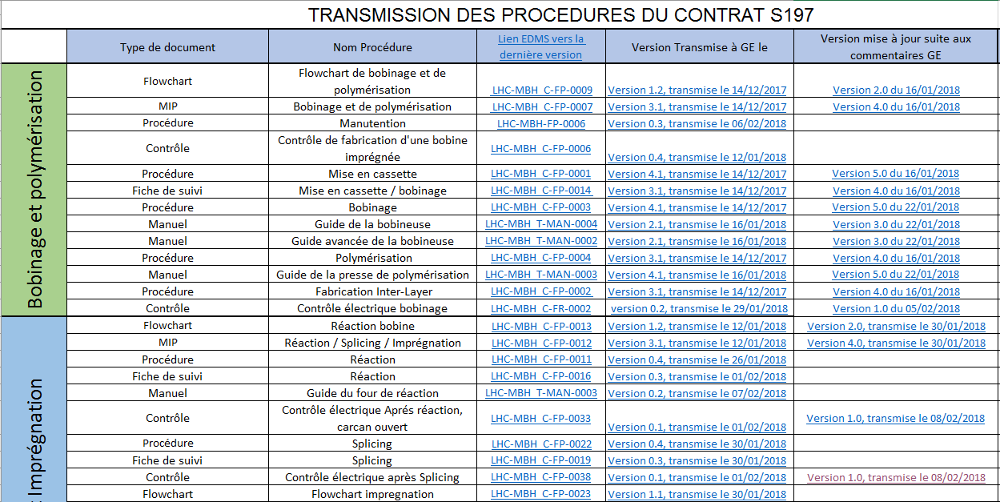 TRANSMISSION DES PROCEDURES DU CONTRAT S197
Type de document Nom Procédure Lien EDMS vers la dernière version Version Transmise à GE le Version mise à jour suite aux commentaires GE
Bobinage et polymérisation
Flowchart Flowchart de bobinage et de polymérisation LHC-MBH_C-FP-0009 Version 1.2, transmise le 14/12/2017 Version 2.0 du 16/01/2018
MIP Bobinage et de polymérisation LHC-MBH_C-FP-0007 Version 3.1, transmise le 14/12/2017 Version 4.0 du 16/01/2018
Procédure Manutention LHC-MBH-FP-0006 Version 0.3, transmise le 06/02/2018
Contrôle Contrôle de fabrication d'une bobine imprégnée LHC-MBH_C-FP-0006 Version 0.4, transmise le 12/01/2018
Procédure Mise en cassette LHC-MBH_C-FP-0001 Version 4.1, transmise le 14/12/2017 Version 5.0 du 16/01/2018
Fiche de suivi Mise en cassette / bobinage LHC-MBH_C-FP-0014 Version 3.1, transmise le 14/12/2017 Version 4.0 du 16/01/2018
Procédure Bobinage LHC-MBH_C-FP-0003 Version 4.1, transmise le 14/12/2017 Version 5.0 du 22/01/2018
Manuel Guide de la bobineuse LHC-MBH_T-MAN-0004 Version 2.1, transmise le 16/01/2018 Version 3.0 du 22/01/2018
Manuel Guide avancée de la bobineuse LHC-MBH_T-MAN-0002 Version 2.1, transmise le 16/01/2018 Version 3.0 du 22/01/2018
Procédure Polymérisation LHC-MBH_C-FP-0004 Version 3.1, transmise le 14/12/2017 Version 4.0 du 16/01/2018
Manuel Guide de la presse de polymérisation LHC-MBH_T-MAN-0003 Version 4.1, transmise le 16/01/2018 Version 5.0 du 22/01/2018
Procédure Fabrication Inter-Layer LHC-MBH_C-FP-0002 Version 3.1, transmise le 14/12/2017 Version 4.0 du 16/01/2018
Contrôle Contrôle électrique bobinage LHC-MBH_C-FR-0002 version 0.2, transmise le 29/01/2018 Version 1.0 du 05/02/2018
Imprégnation
Flowchart Réaction bobine LHC-MBH_C-FP-0013 Version 1.2, transmise le 12/01/2018 Version 2.0, transmise le 30/01/2018
MIP Réaction / Splicing / Imprégnation LHC-MBH_C-FP-0012 Version 3.1, transmise le 12/01/2018 Version 4.0, transmise le 30/01/2018
Procédure Réaction LHC-MBH_C-FP-0011 Version 0.4, transmise le 26/01/2018
Fiche de suivi Réaction LHC-MBH_C-FP-0016 Version 0.3, transmise le 01/02/2018
Manuel Guide du four de réaction LHC-MBH_T-MAN-0003 Version 0.2, transmise le 07/02/2018
Contrôle Contrôle électrique Aprés réaction, carcan ouvert LHC-MBH_C-FP-0033 Version 0.1, transmise le 01/02/2018 Version 1.0, transmise le 08/02/2018
Procédure Splicing LHC-MBH_C-FP-0022 Version 0.4, transmise le 30/01/2018
Fiche de suivi Splicing LHC-MBH_C-FP-0019 Version 0.3, transmise le 30/01/2018
Contrôle Contrôle électrique après Splicing LHC-MBH_C-FP-0038 Version 0.1, transmise le 01/02/2018 Version 1.0, transmise le 08/02/2018
Flowchart Flowchart impregnation LHC-MBH_C-FP-0023 Version 1.1, transmise le 30/01/2018